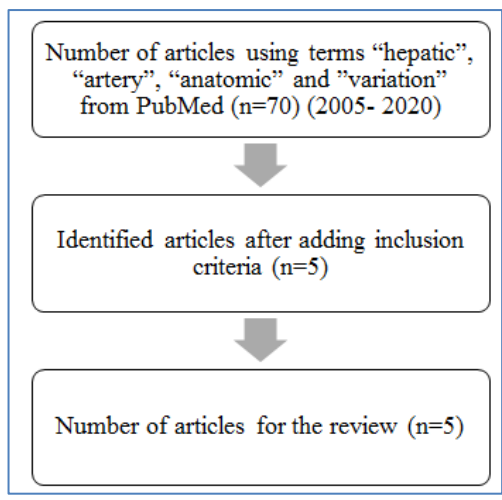 Number of articles using terms “hepatic”,
“artery”, “anatomic” and ”variation”
from PubMed (n=70) (2005- 2020)
Identified articles after adding inclusion
criteria (n=5)
Number of articles for the review (n=5)